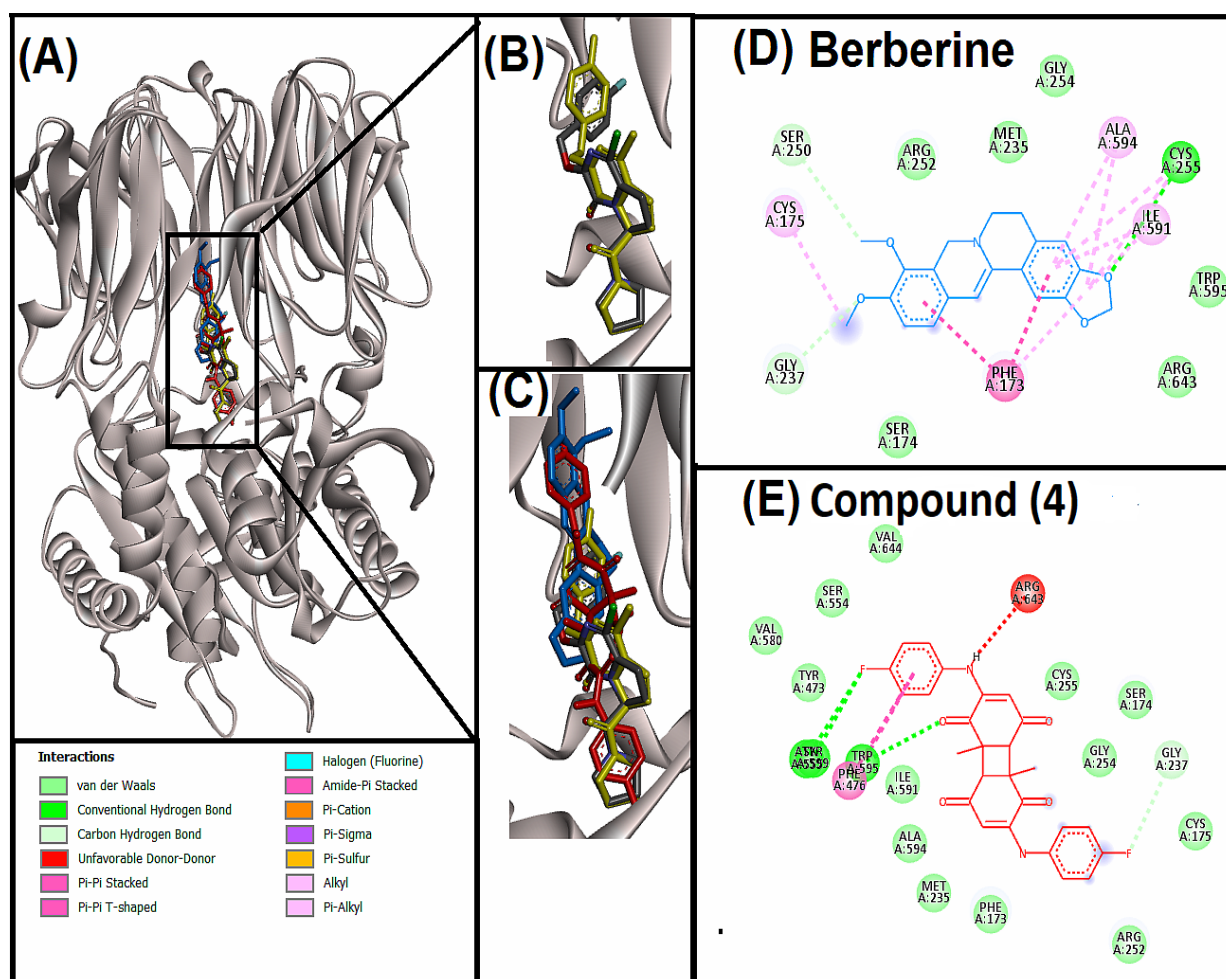 (A)
(B)
(C)
Interactions
van der Waals
Conventional Hydrogen Bond
Carbon Hydrogen Bond
Unfavorable Donor-Donor
Pi-Pi Stacked
Pi-Pi T-shaped
Halogen (Fluorine)
Amide-Pi Stacked
Pi-Cation
Pi-Sigma
Pi-Sulfur
Alkyl
Pi-Alkyl
(D) Berberine
GLY
A:254
SER
A:250
ARG
A:252
MET
A:235
ALA
A:594
CYS
A:255
CYS
A:175
ILE
A:591
TRP
A:595
GLY
A:237
PHE
A:173
ARG
A:643
SER
A:174
O
N
O
O
O
(E) Compound (4)
VAL
A:644
SER
A:554
ARG
A:643
VAL
A:580
TYR
A:473
H
N
F
CYS
A:255
SER
A:174
O
O
TRP
A:595
PHE
A:476
ILE
A:591
GLY
A:254
GLY
A:237
O
O
CYS
A:175
ALA
A:594
N
F
MET
A:235
PHE
A:173
ARG
A:252